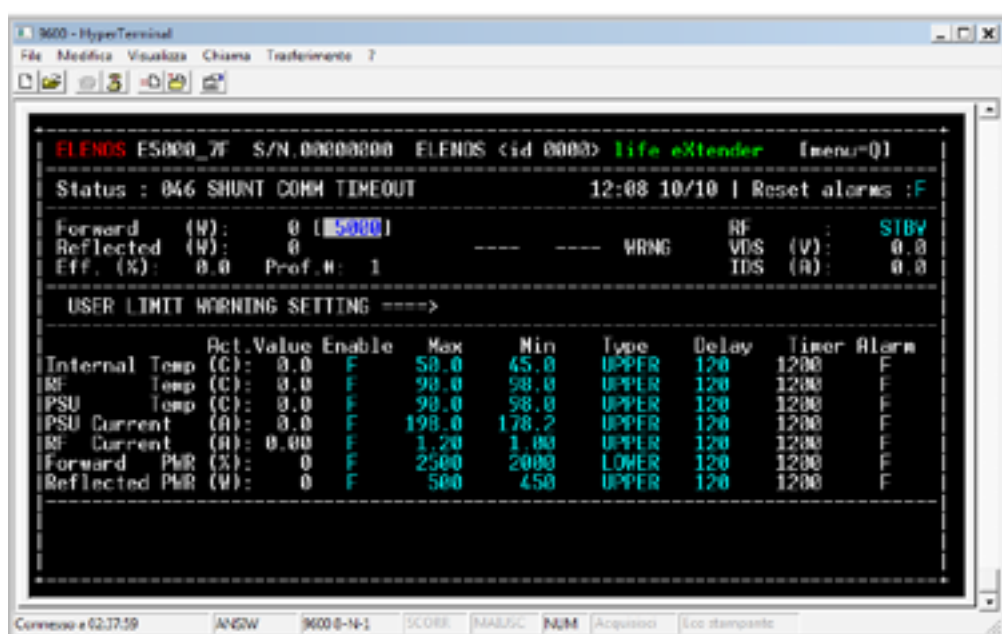 9600 - HyperTerminal
File Modifica Visualizza Chiama Trasferimento ?
ELENOS E5000_7F S/N.00000000 ELENOS <id 0000> life eXtender [menu=Q]
Status : 046 SHUNT COMM TIMEOUT 12:08 10/10 | Reset alarms :F
Forward (W): 0 [ 5000] RF : STBY
Reflected (W): 0 ---- ---- WRNG VDS (V): 0.0
Eff. (%): 0.0 Prof.#: 1 IDS (A): 0.0
USER LIMIT WARNING SETTING ====>
Act.Value Enable Max Min Type Delay Timer Alarm
Internal Temp (C): 0.0 F 50.0 45.0 UPPER 120 1200 F
RF Temp (C): 0.0 F 90.0 98.0 UPPER 120 1200 F
PSU Temp (C): 0.0 F 90.0 98.0 UPPER 120 1200 F
PSU Current (A): 0.0 F 198.0 178.2 UPPER 120 1200 F
RF Current (A): 0.00 F 1.20 1.00 UPPER 120 1200 F
Forward PWR (%): 0 F 2500 2000 LOWER 120 1200 F
Reflected PWR (W): 0 F 500 450 UPPER 120 1200 F
Connesso a 02:37:59 ANSIW 9600 8-N-1 SCORR MAIUSC NUM Acquisisci Eco stampante